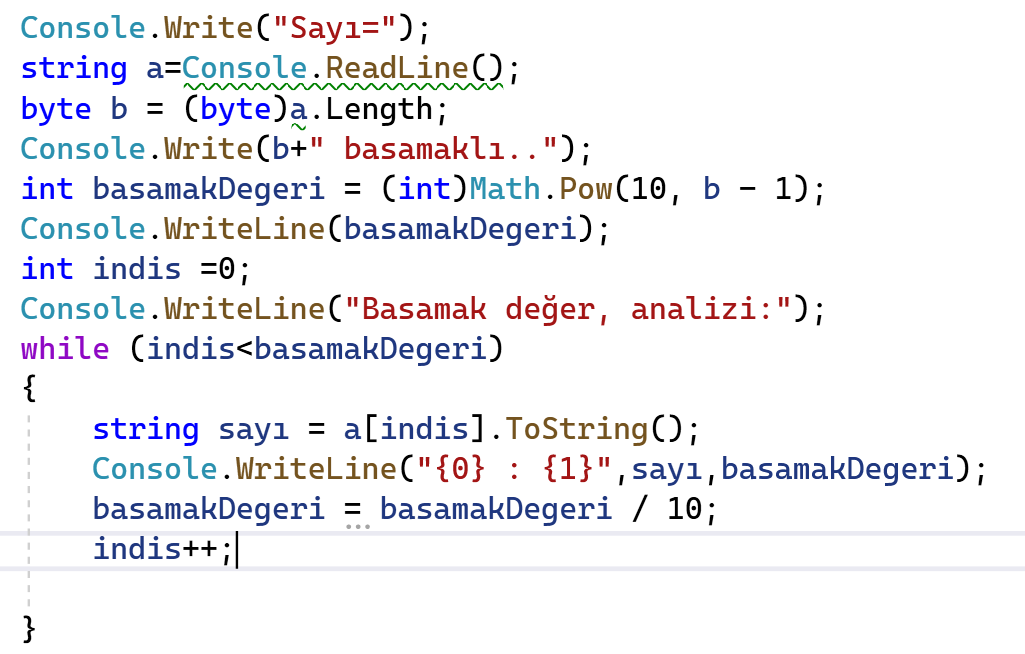 Console.Write("Sayı=");
string a=Console.ReadLine();
byte b = (byte)a.Length;
Console.Write(b+" basamaklı..");
int basamakDegeri = (int)Math.Pow(10, b - 1);
Console.WriteLine(basamakDegeri);
int indis =0;
Console.WriteLine("Basamak değer, analizi:");
while (indis<basamakDegeri)
{
    string sayı = a[indis].ToString();
    Console.WriteLine("{0} : {1}",sayı,basamakDegeri);
    basamakDegeri = basamakDegeri / 10;
    indis++;
}